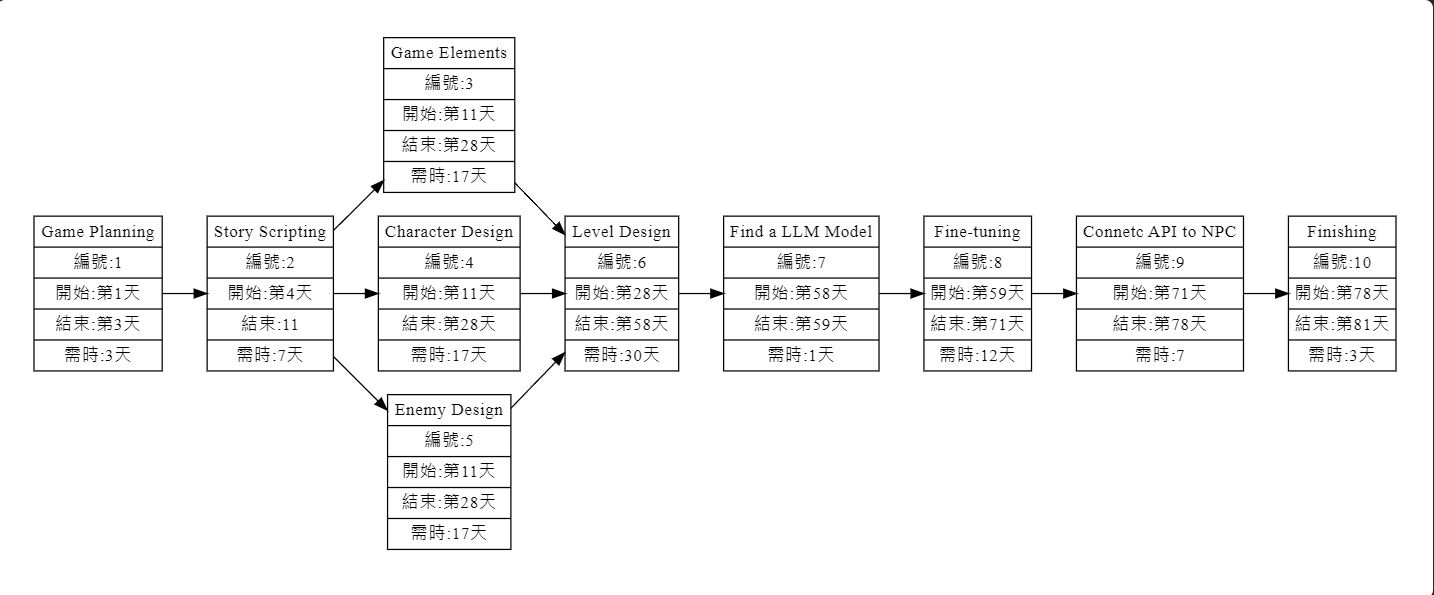 Game Planning
編號:1
開始:第1天
結束:第3天
需時:3天
Story Scripting
編號:2
開始:第4天
結束:11
需時:7天
Game Elements
編號:3
開始:第11天
結束:第28天
需時:17天
Character Design
編號:4
開始:第11天
結束:第28天
需時:17天
Enemy Design
編號:5
開始:第11天
結束:第28天
需時:17天
Level Design
編號:6
開始:第28天
結束:第58天
需時:30天
Find a LLM Model
編號:7
開始:第58天
結束:第59天
需時:1天
Fine-tuning
編號:8
開始:第59天
結束:第71天
需時:12天
Connetc API to NPC
編號:9
開始:第71天
結束:第78天
需時:7
Finishing
編號:10
開始:第78天
結束:第81天
需時:3天